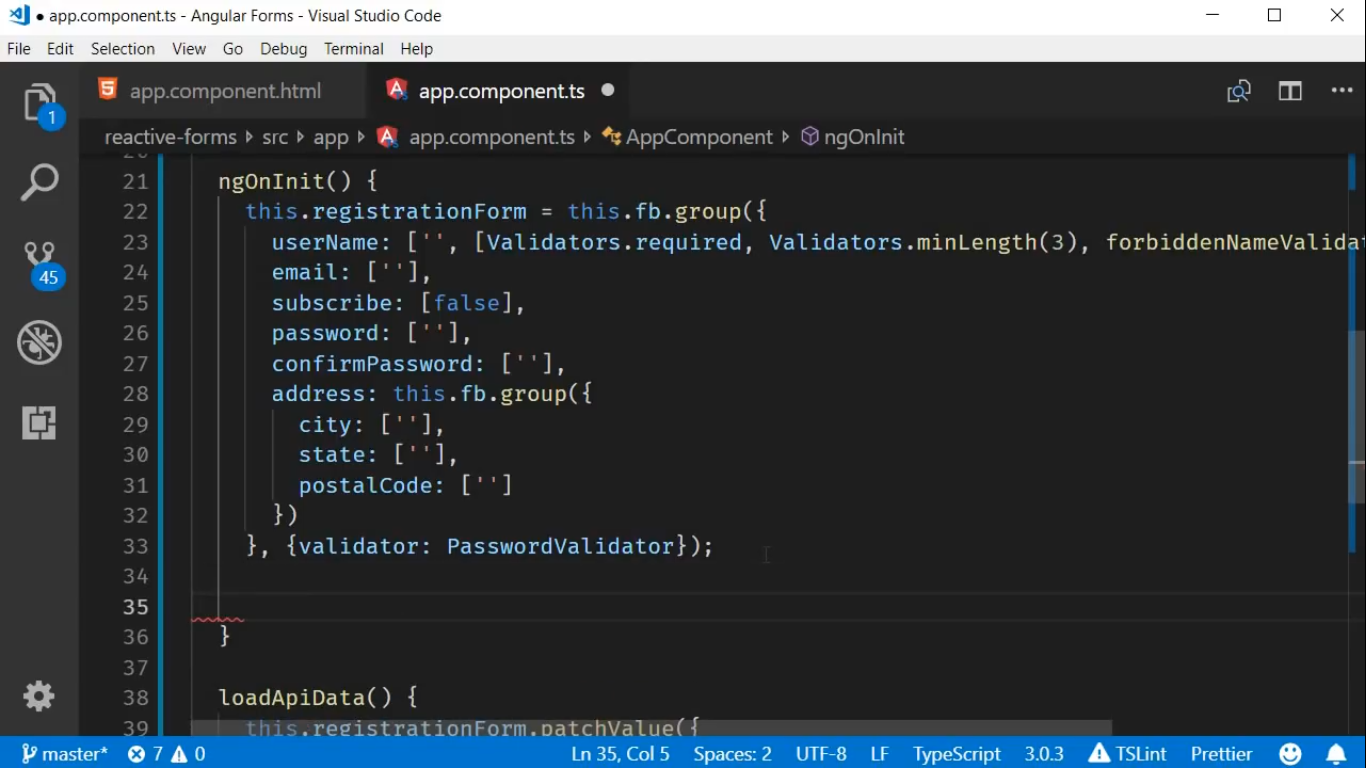 app.component.ts - Angular Forms - Visual Studio Code
File Edit Selection View Go Debug Terminal Help
app.component.html app.component.ts
reactive-forms src app app.component.ts AppComponent ngOnInit
1
45
21 ngOnInit() {
22 this.registrationForm = this.fb.group({
23 userName: ['', [Validators.required, Validators.minLength(3), forbiddenNameValidat
24 email: [''],
25 subscribe: [false],
26 password: [''],
27 confirmPassword: [''],
28 address: this.fb.group({
29 city: [''],
30 state: [''],
31 postalCode: ['']
32 })
33 }, {validator: PasswordValidator});
34
35
36 }
37
38 loadApiData() {
39 this.registrationForm.patchValue({
master* 7 0 Ln 35, Col 5 Spaces: 2 UTF-8 LF TypeScript 3.0.3 TSLint Prettier